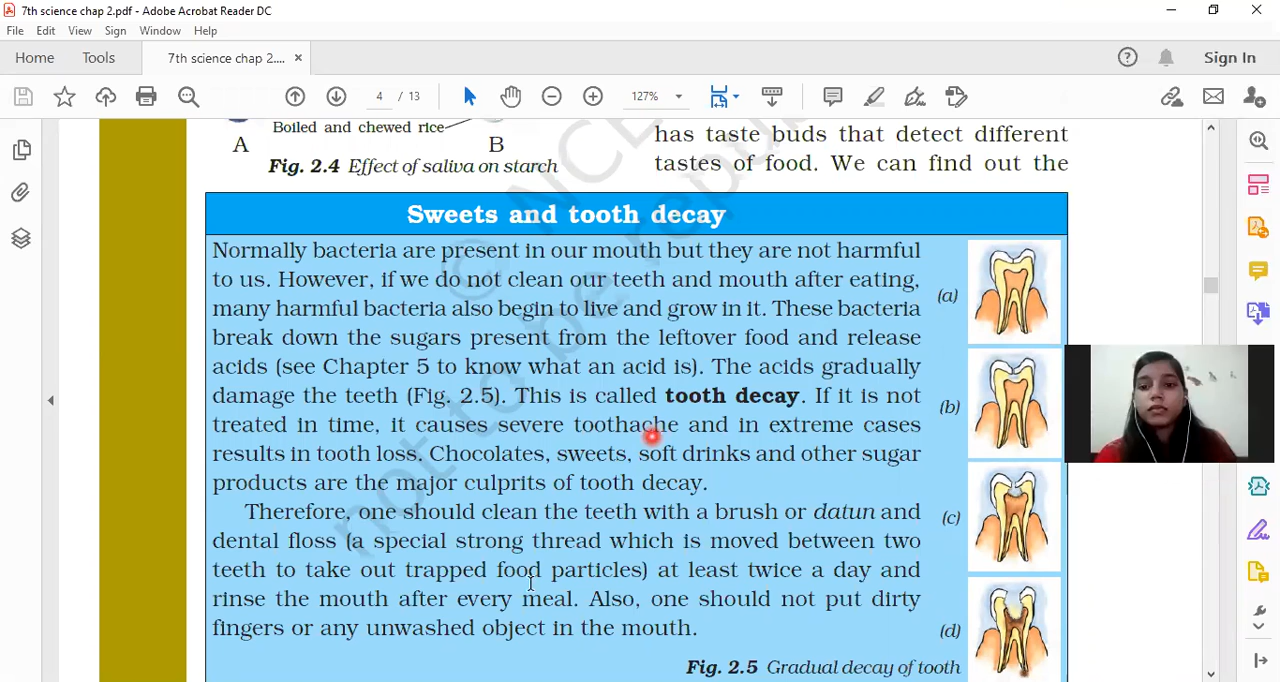 7th science chap 2.pdf - Adobe Acrobat Reader DC
File Edit View Sign Window Help
Home Tools 7th science chap 2.... × Sign In
4 / 13 127%
Boiled and chewed rice
A B
Fig. 2.4 Effect of saliva on starch
has taste buds that detect different
tastes of food. We can find out the
Sweets and tooth decay
Normally bacteria are present in our mouth but they are not harmful
to us. However, if we do not clean our teeth and mouth after eating,
many harmful bacteria also begin to live and grow in it. These bacteria
break down the sugars present from the leftover food and release
acids (see Chapter 5 to know what an acid is). The acids gradually
damage the teeth (Fig. 2.5). This is called tooth decay. If it is not
treated in time, it causes severe toothache and in extreme cases
results in tooth loss. Chocolates, sweets, soft drinks and other sugar
products are the major culprits of tooth decay.
Therefore, one should clean the teeth with a brush or datun and
dental floss (a special strong thread which is moved between two
teeth to take out trapped food particles) at least twice a day and
rinse the mouth after every meal. Also, one should not put dirty
fingers or any unwashed object in the mouth.
(a)
(b)
(c)
(d)
Fig. 2.5 Gradual decay of tooth
© NCE
not to be repu